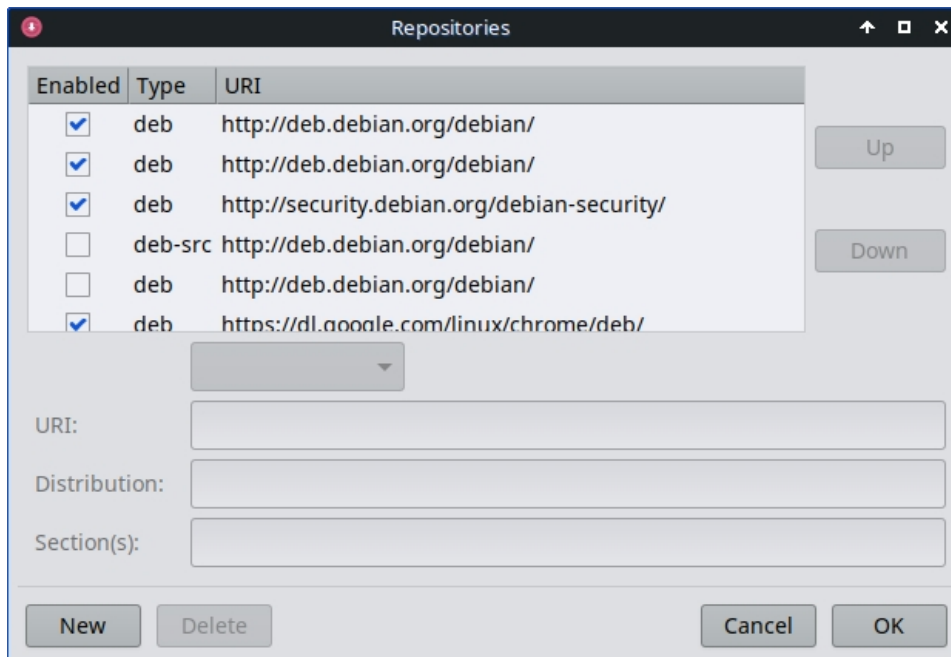 Repositories
Enabled Type URI
deb http://deb.debian.org/debian/
deb http://deb.debian.org/debian/
deb http://security.debian.org/debian-security/
deb-src http://deb.debian.org/debian/
deb http://deb.debian.org/debian/
deb https://dl.google.com/linux/chrome/deb/
Up
Down
URI:
Distribution:
Section(s):
New Delete Cancel OK